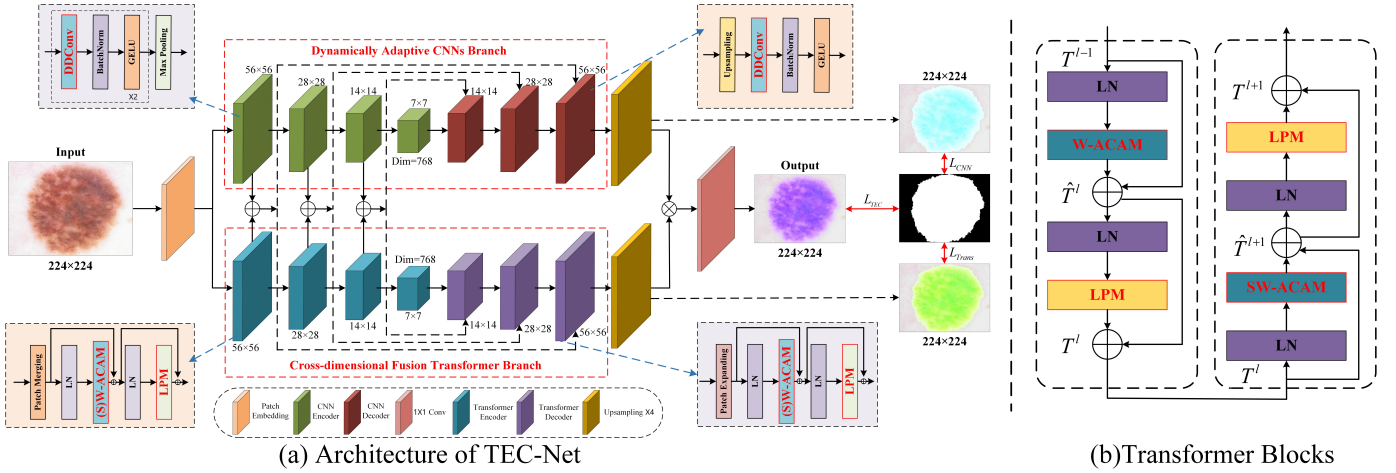 DDConv
BatchNorm
GELU
Max Pooling
X2
Dynamically Adaptive CNNs Branch
56×56
28×28
14×14
7×7
Dim=768
14×14
28×28
56×56
Upsampling
DDConv
BatchNorm
GELU
224×224
Input
224×224
Output
224×224
L_CNN
L_TEC
L_Trans
224×224
56×56
28×28
14×14
Dim=768
7×7
14×14
28×28
56×56
Cross-dimensional Fusion Transformer Branch
Patch Merging
LN
(S)W-ACAM
LN
LPM
Patch Expanding
LN
(S)W-ACAM
LN
LPM
Patch
Embedding
CNN
Encoder
CNN
Decoder
1X1 Conv
Transformer
Encoder
Transformer
Decoder
Upsampling X4
(a) Architecture of TEC-Net
T^{l-1}
LN
W-ACAM
T̂^l
LN
LPM
T^l
T^{l+1}
LPM
LN
T̂^{l+1}
SW-ACAM
LN
T^l
(b)Transformer Blocks